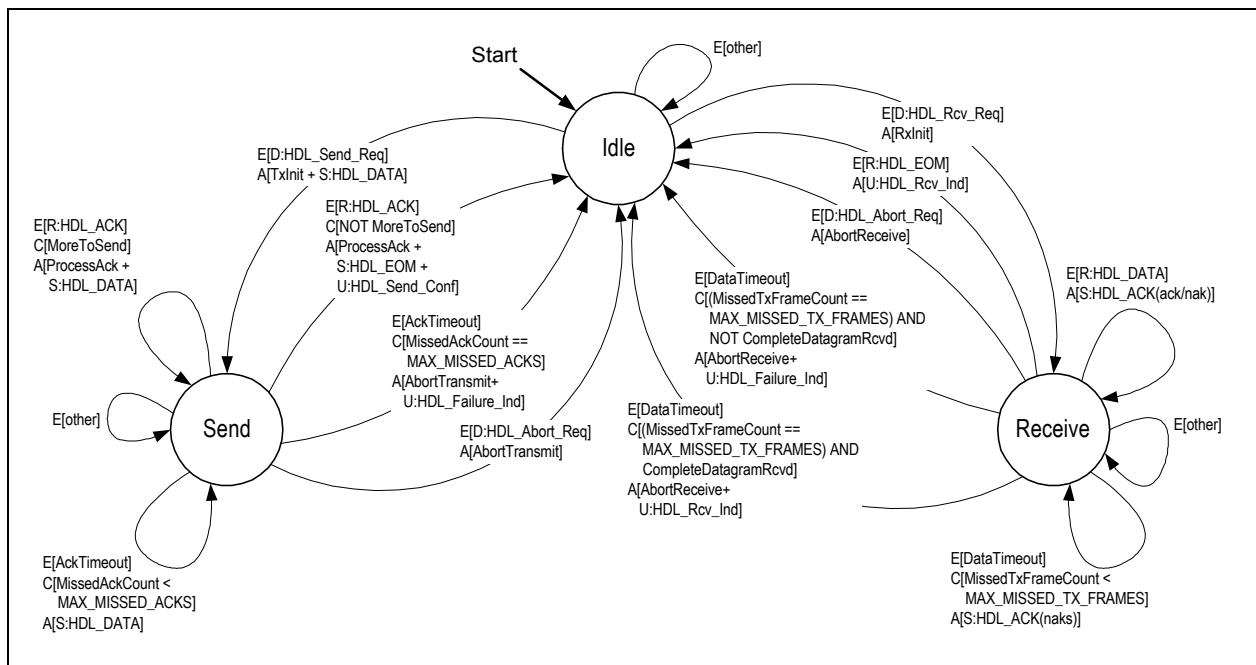 Start
E[other]
Idle
E[D:HDL_Rcv_Req]
A[RxInit]
E[D:HDL_Send_Req]
A[TxInit + S:HDL_DATA]
E[R:HDL_EOM]
A[U:HDL_Rcv_Ind]
E[R:HDL_ACK]
C[NOT MoreToSend]
A[ProcessAck +
S:HDL_EOM +
U:HDL_Send_Conf]
E[D:HDL_Abort_Req]
A[AbortReceive]
E[R:HDL_ACK]
C[MoreToSend]
A[ProcessAck +
S:HDL_DATA]
E[DataTimeout]
C[(MissedTxFrameCount ==
MAX_MISSED_TX_FRAMES) AND
NOT CompleteDatagramRcvd]
A[AbortReceive+
U:HDL_Failure_Ind]
E[R:HDL_DATA]
A[S:HDL_ACK(ack/nak)]
E[AckTimeout]
C[MissedAckCount ==
MAX_MISSED_ACKS]
A[AbortTransmit+
U:HDL_Failure_Ind]
E[other]
Send
E[D:HDL_Abort_Req]
A[AbortTransmit]
E[DataTimeout]
C[(MissedTxFrameCount ==
MAX_MISSED_TX_FRAMES) AND
CompleteDatagramRcvd]
A[AbortReceive+
U:HDL_Rcv_Ind]
Receive
E[other]
E[AckTimeout]
C[MissedAckCount <
MAX_MISSED_ACKS]
A[S:HDL_DATA]
E[DataTimeout]
C[MissedTxFrameCount <
MAX_MISSED_TX_FRAMES]
A[S:HDL_ACK(naks)]